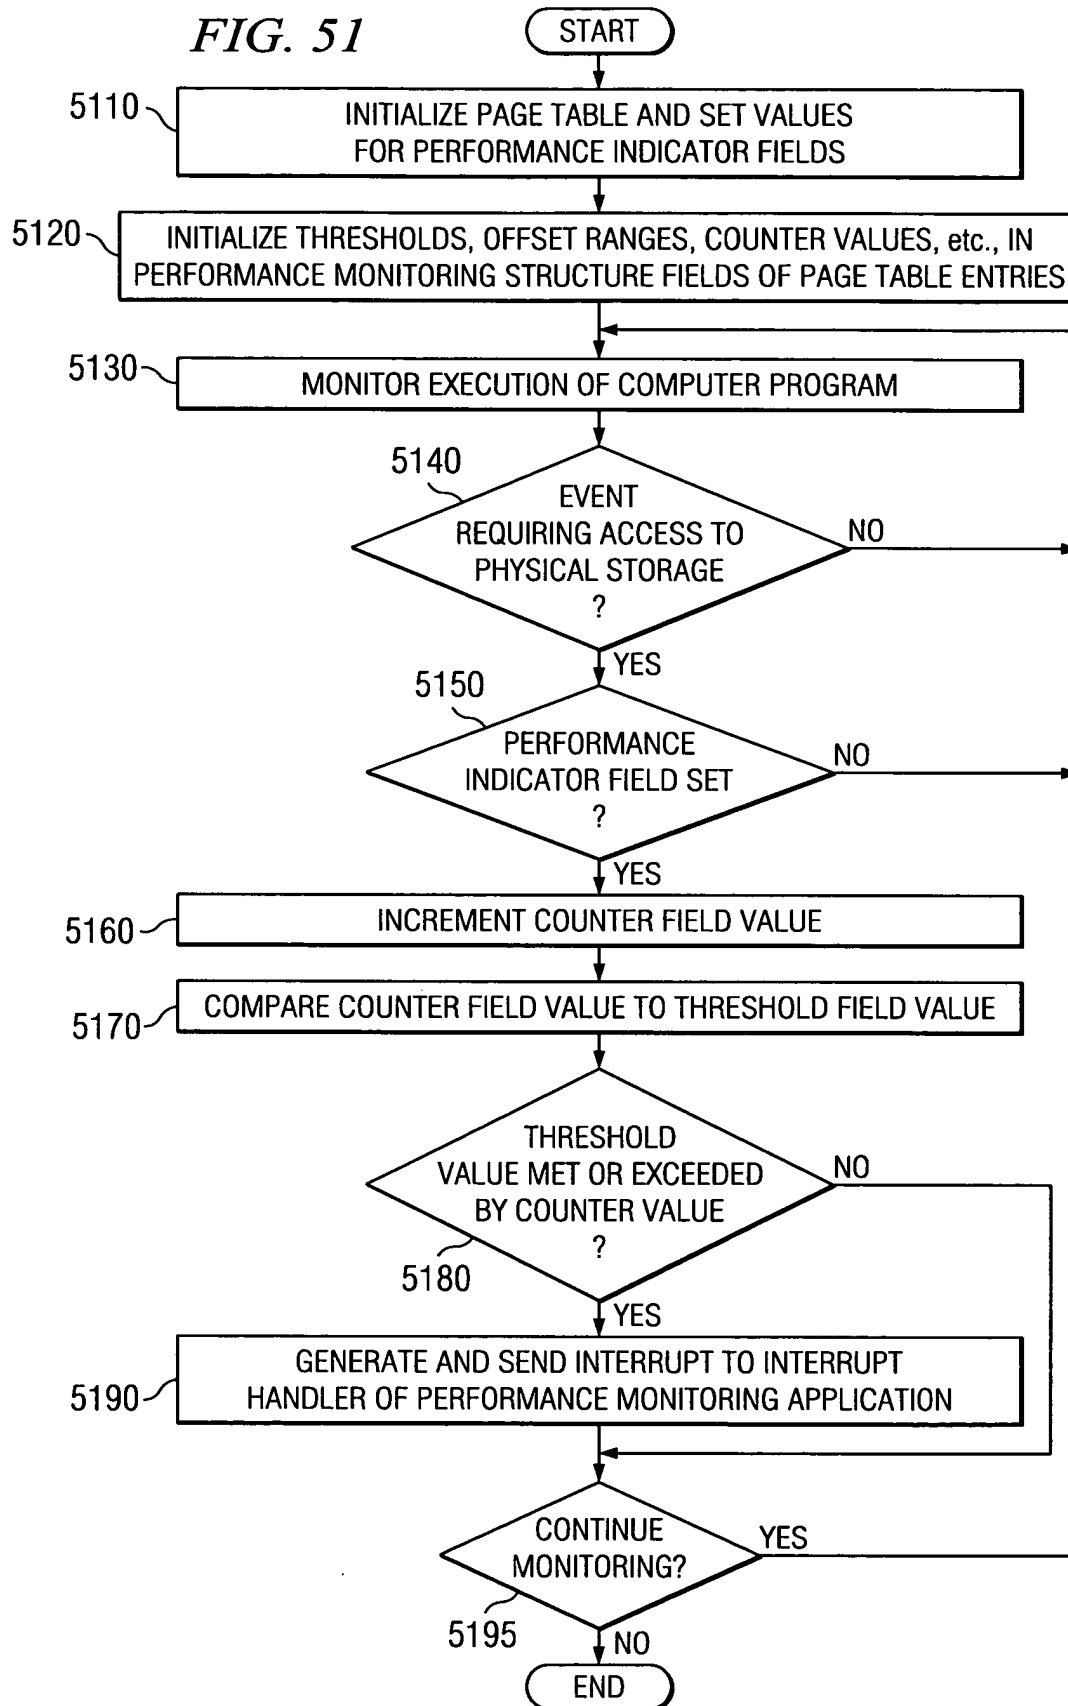 FIG. 51
START
5110
INITIALIZE PAGE TABLE AND SET VALUES
FOR PERFORMANCE INDICATOR FIELDS
5120
INITIALIZE THRESHOLDS, OFFSET RANGES, COUNTER VALUES, etc., IN
PERFORMANCE MONITORING STRUCTURE FIELDS OF PAGE TABLE ENTRIES
5130
MONITOR EXECUTION OF COMPUTER PROGRAM
5140
EVENT
REQUIRING ACCESS TO
PHYSICAL STORAGE
?
NO
YES
5150
PERFORMANCE
INDICATOR FIELD SET
?
NO
YES
5160
INCREMENT COUNTER FIELD VALUE
5170
COMPARE COUNTER FIELD VALUE TO THRESHOLD FIELD VALUE
THRESHOLD
VALUE MET OR EXCEEDED
BY COUNTER VALUE
?
NO
5180
YES
5190
GENERATE AND SEND INTERRUPT TO INTERRUPT
HANDLER OF PERFORMANCE MONITORING APPLICATION
CONTINUE
MONITORING?
YES
5195
NO
END